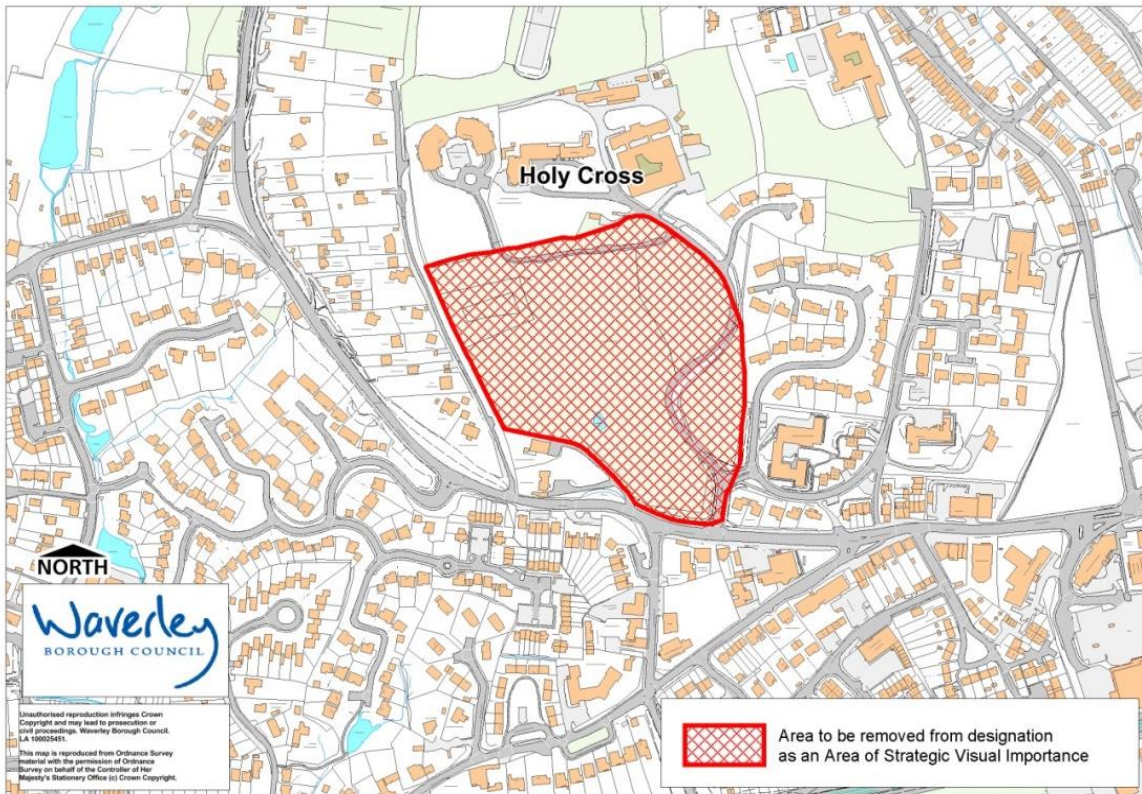 Holy Cross
NORTH
Waverley
BOROUGH COUNCIL
Unauthorised reproduction infringes Crown
Copyright and may lead to prosecution or
civil proceedings. Waverley Borough Council.
LA 100025451.
This map is reproduced from Ordnance Survey
material with the permission of Ordnance
Survey on behalf of the Controller of Her
Majesty's Stationery Office (c) Crown Copyright.
Area to be removed from designation
as an Area of Strategic Visual Importance